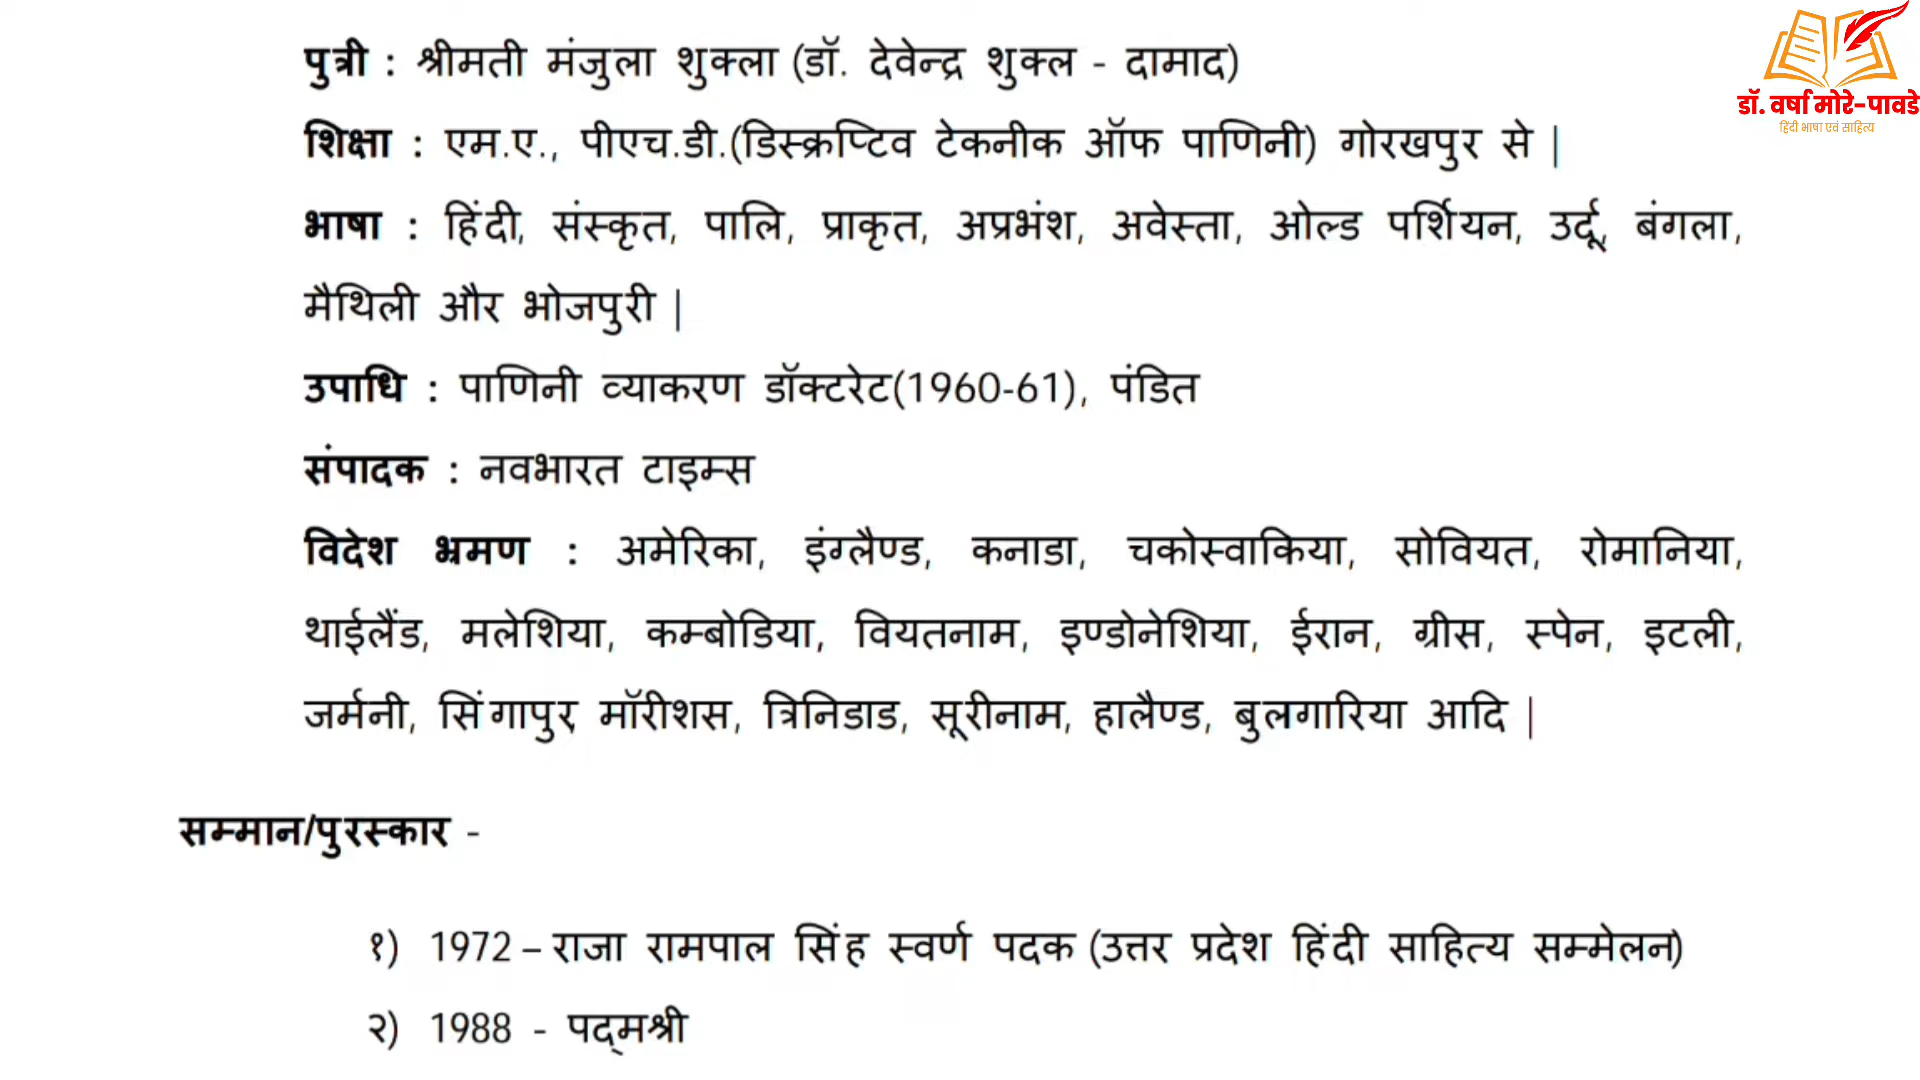 पुत्री : श्रीमती मंजुला शुक्ला (डॉ. देवेन्द्र शुक्ल - दामाद)
शिक्षा : एम.ए., पीएच.डी.(डिस्क्रप्टिव टेकनीक ऑफ पाणिनी) गोरखपुर से |
भाषा : हिंदी, संस्कृत, पालि, प्राकृत, अप्रभंश, अवेस्ता, ओल्ड पर्शियन, उर्दू, बंगला,
मैथिली और भोजपुरी |
उपाधि : पाणिनी व्याकरण डॉक्टरेट(1960-61), पंडित
संपादक : नवभारत टाइम्स
विदेश भ्रमण : अमेरिका, इंग्लैण्ड, कनाडा, चकोस्वाकिया, सोवियत, रोमानिया,
थाईलैंड, मलेशिया, कम्बोडिया, वियतनाम, इण्डोनेशिया, ईरान, ग्रीस, स्पेन, इटली,
जर्मनी, सिंगापुर, मॉरीशस, त्रिनिडाड, सूरीनाम, हालैण्ड, बुलगारिया आदि |
सम्मान/पुरस्कार -
१) 1972 – राजा रामपाल सिंह स्वर्ण पदक (उत्तर प्रदेश हिंदी साहित्य सम्मेलन)
२) 1988 - पद्मश्री
डॉ. वर्षा मोरे-पावडे
हिंदी भाषा एवं साहित्य